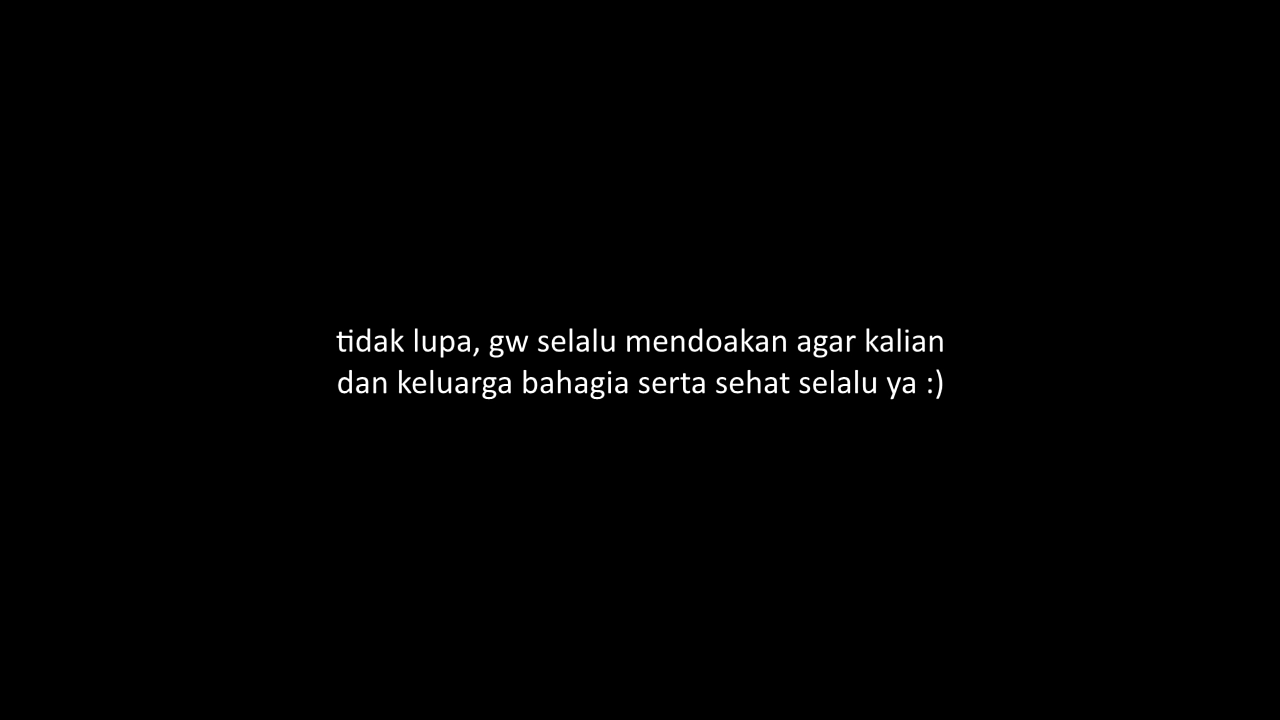 tidak lupa, gw selalu mendoakan agar kalian
dan keluarga bahagia serta sehat selalu ya :)